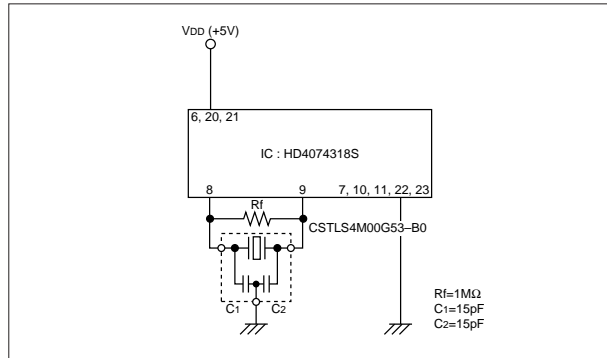 VDD (+5V)
6, 20, 21
IC : HD4074318S
8
9
7, 10, 11, 22, 23
Rf
CSTLS4M00G53–B0
C1
C2
Rf=1MΩ
C1=15pF
C2=15pF